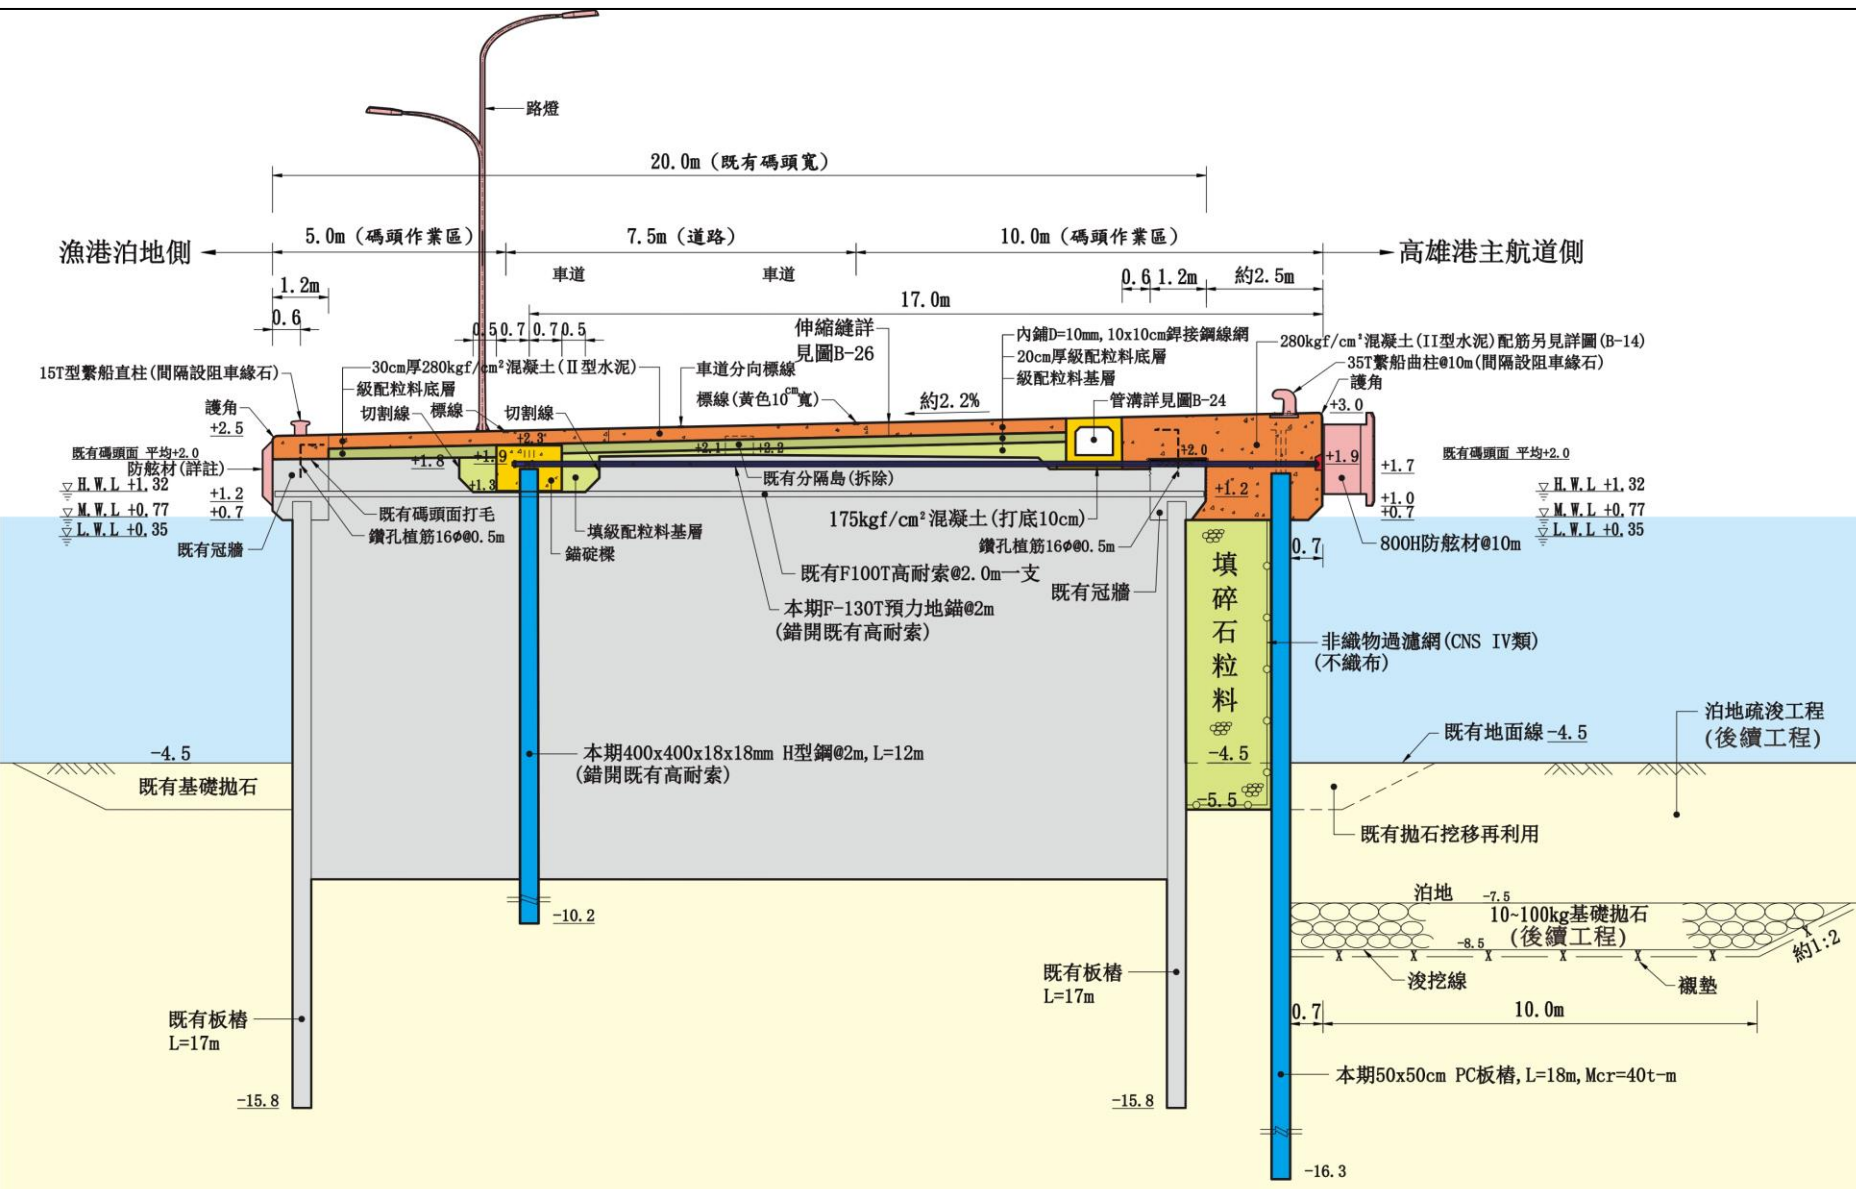 路燈
20.0m (既有碼頭寬)
漁港泊地側
5.0m (碼頭作業區)
7.5m (道路)
10.0m (碼頭作業區)
高雄港主航道側
車道
車道
1.2m
0.6
1.2m
約2.5m
17.0m
0.6
0.5
0.7
0.7
0.5
伸縮縫詳
見圖B-26
內鋪D=10mm,10x10cm銲接鋼線網
20cm厚級配粒料底層
級配粒料基層
280kgf/cm²混凝土(II型水泥)配筋另見詳圖(B-14)
35T繫船曲柱@10m(間隔設阻車緣石)
護角
15T型繫船直柱(間隔設阻車緣石)
30cm厚280kgf/cm²混凝土(Ⅱ型水泥)
級配粒料底層
車道分向標線
標線(黃色10cm寬)
約2.2%
管溝詳見圖B-24
護角
切割線
標線
切割線
+3.0
+2.5
既有碼頭面 平均+2.0
+2.3
+2.1
+2.2
+2.0
既有碼頭面 平均+2.0
防舷材(詳註)
+1.8
+1.9
+1.9
+1.7
既有分隔島(拆除)
H.W.L +1.32
+1.2
+1.3
+1.2
+1.0
H.W.L +1.32
M.W.L +0.77
+0.7
+0.7
M.W.L +0.77
L.W.L +0.35
L.W.L +0.35
既有碼頭面打毛
填級配粒料基層
175kgf/cm²混凝土(打底10cm)
鑽孔植筋16φ@0.5m
鑽孔植筋16φ@0.5m
既有冠牆
錨碇樑
0.7
800H防舷材@10m
既有F100T高耐索@2.0m一支
既有冠牆
本期F-130T預力地錨@2m
(錯開既有高耐索)
填碎石粒料
非織物過濾網(CNS IV類)
(不織布)
泊地疏浚工程
(後續工程)
既有地面線-4.5
-4.5
本期400x400x18x18mm H型鋼@2m,L=12m
(錯開既有高耐索)
-4.5
既有基礎拋石
-5.5
既有拋石挖移再利用
泊地
-7.5
10~100kg基礎拋石
(後續工程)
-8.5
約1:2
-10.2
浚挖線
襯墊
既有板樁
L=17m
0.7
10.0m
既有板樁
L=17m
本期50x50cm PC板樁,L=18m,Mcr=40t-m
-15.8
-15.8
-16.3